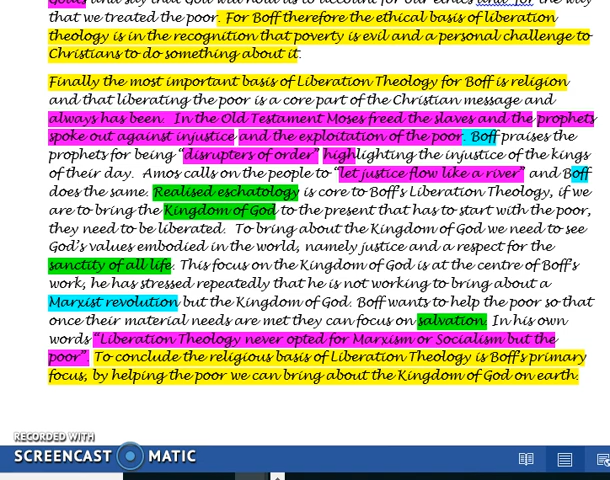 Gods and say that God will hold us to account for our ethics and for the way
that we treated the poor. For Boff therefore the ethical basis of liberation
theology is in the recognition that poverty is evil and a personal challenge to
Christians to do something about it.
Finally the most important basis of Liberation Theology for Boff is religion
and that liberating the poor is a core part of the Christian message and
always has been. In the Old Testament Moses freed the slaves and the prophets
spoke out against injustice and the exploitation of the poor. Boff praises the
prophets for being “disrupters of order” highlighting the injustice of the kings
of their day. Amos calls on the people to “let justice flow like a river” and Boff
does the same. Realised eschatology is core to Boff’s Liberation Theology, if we
are to bring the Kingdom of God to the present that has to start with the poor,
they need to be liberated. To bring about the Kingdom of God we need to see
God’s values embodied in the world, namely justice and a respect for the
sanctity of all life. This focus on the Kingdom of God is at the centre of Boff’s
work, he has stressed repeatedly that he is not working to bring about a
Marxist revolution but the Kingdom of God. Boff wants to help the poor so that
once their material needs are met they can focus on salvation. In his own
words “Liberation Theology never opted for Marxism or Socialism but the
poor”. To conclude the religious basis of Liberation Theology is Boff’s primary
focus, by helping the poor we can bring about the Kingdom of God on earth.
RECORDED WITH
SCREENCAST MATIC